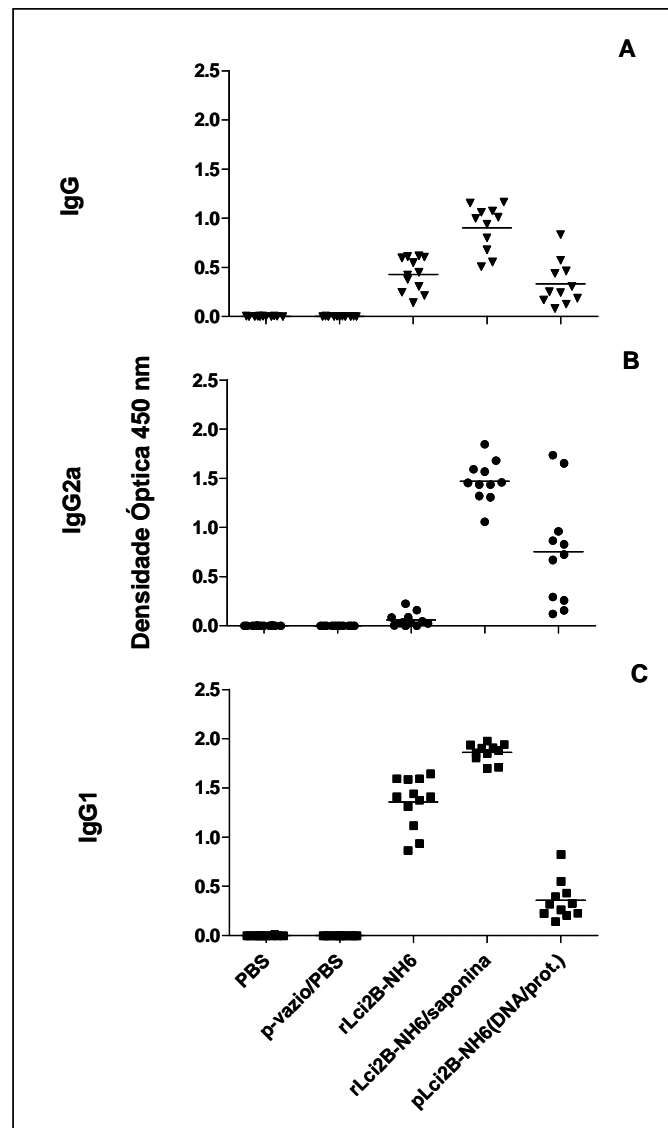 A
2.5
2.0
1.5
1.0
0.5
0.0
IgG
B
2.5
2.0
1.5
1.0
0.5
0.0
IgG2a
Densidade Óptica 450 nm
C
2.5
2.0
1.5
1.0
0.5
0.0
IgG1
PBS
p-vazio/PBS
rLci2B-NH6
rLci2B-NH6/saponina
pLci2B-NH6(DNA/prot.)